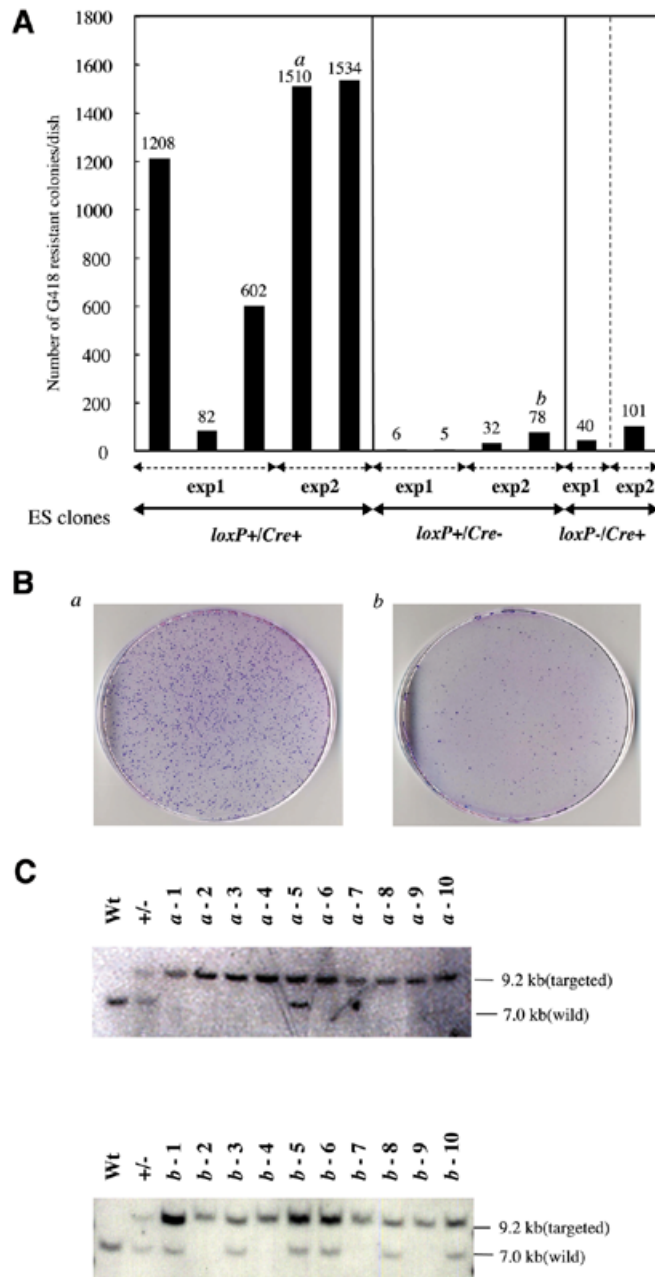 A
Number of G418 resistant colonies/dish
1800
1600
1400
1200
1000
800
600
400
200
0
1208
82
602
a
1510
1534
6
5
32
b
78
40
101
exp1 exp2 exp1 exp2 exp1 exp2
ES clones
loxP+/Cre+ loxP+/Cre- loxP-/Cre+
B
a b
C
Wt +/- a - 1 a - 2 a - 3 a - 4 a - 5 a - 6 a - 7 a - 8 a - 9 a - 10
9.2 kb(targeted)
7.0 kb(wild)
Wt +/- b - 1 b - 2 b - 3 b - 4 b - 5 b - 6 b - 7 b - 8 b - 9 b - 10
9.2 kb(targeted)
7.0 kb(wild)